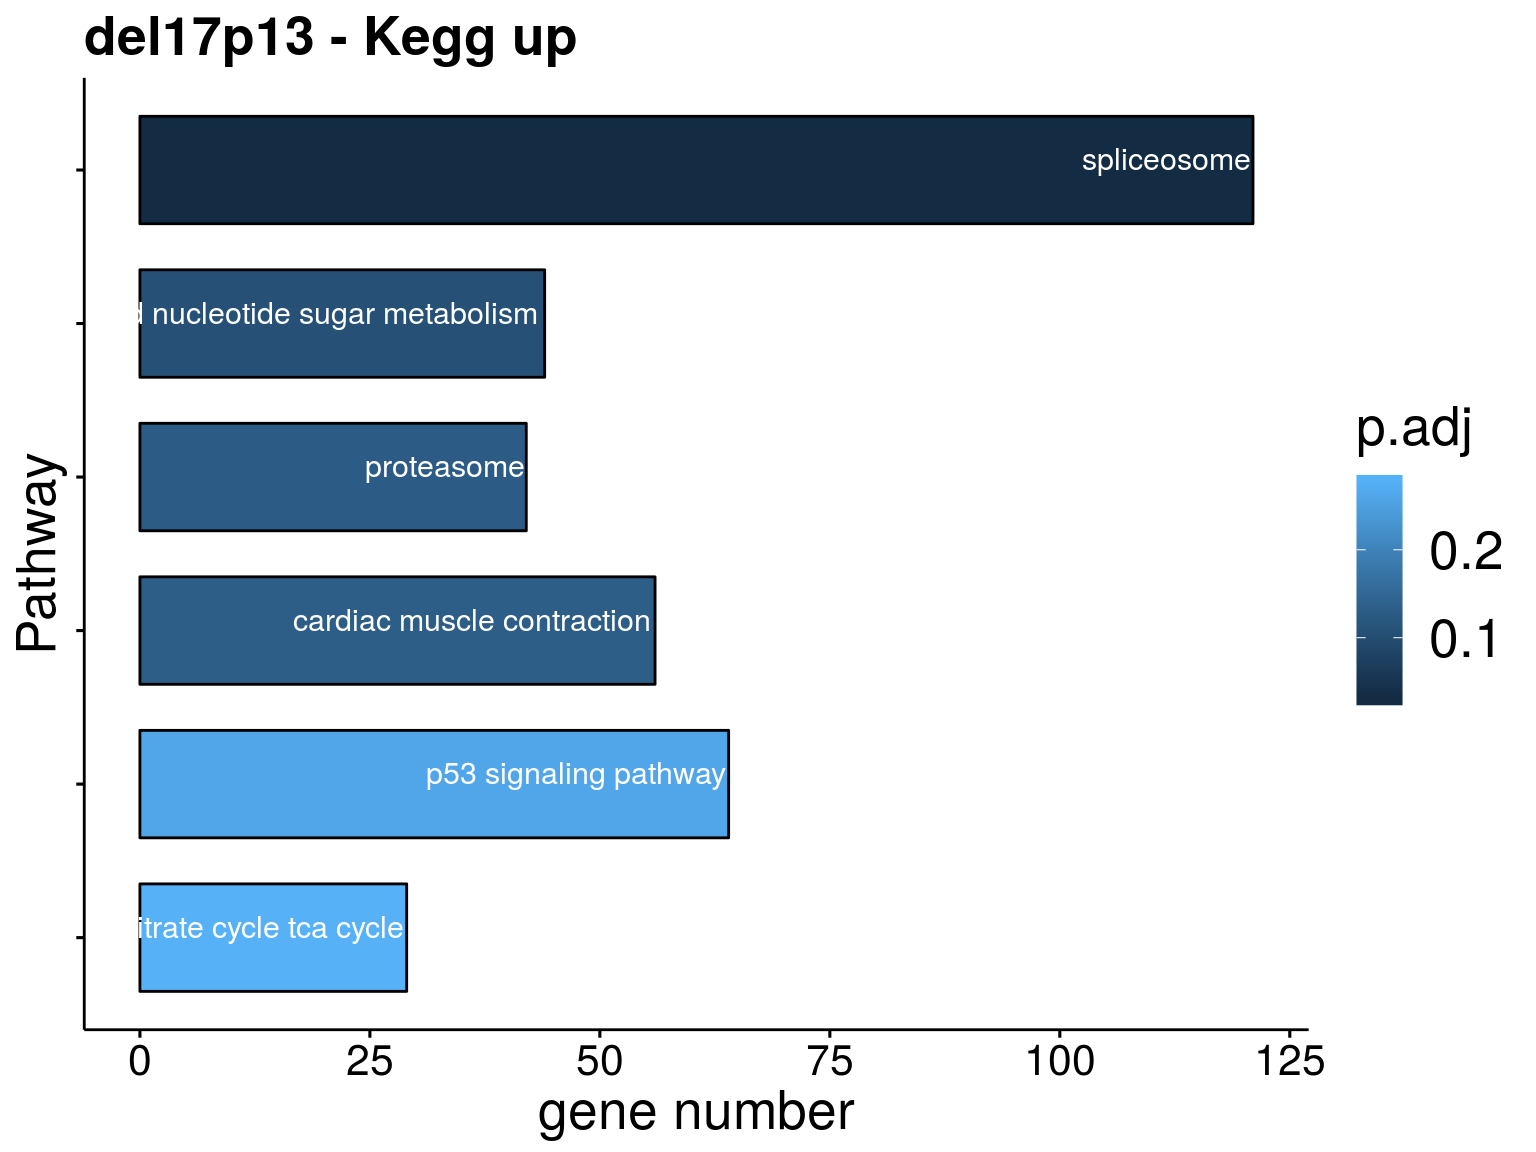 del17p13 - Kegg up
spliceosome
nucleotide sugar metabolism
proteasome
cardiac muscle contraction
p53 signaling pathway
itrate cycle tca cycle
Pathway
0 25 50 75 100 125
gene number
p.adj
0.2
0.1